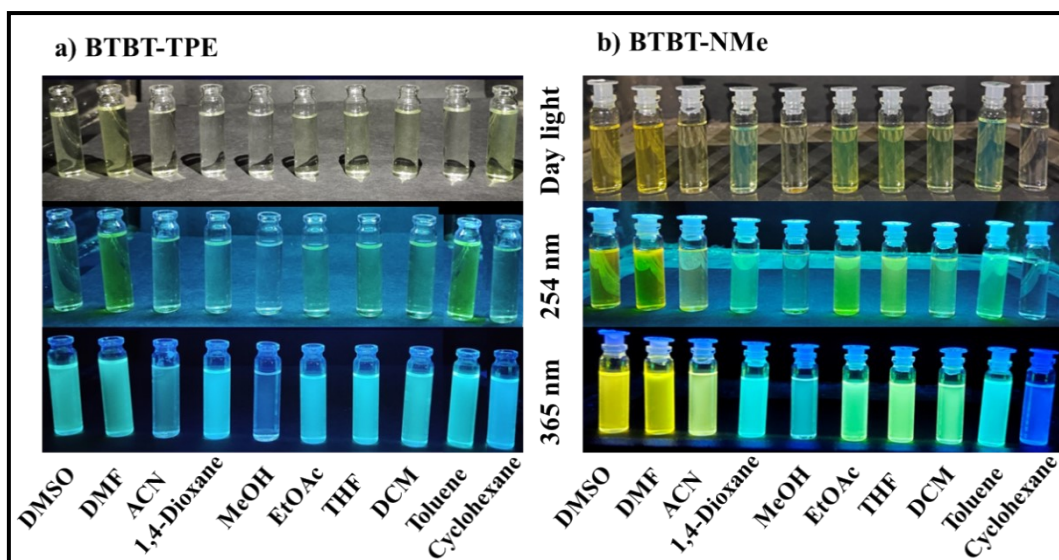 a) BTBT-TPE
b) BTBT-NMe
Day light
254 nm
365 nm
DMSO
DMF
ACN
1,4-Dioxane
MeOH
EtOAc
THF
DCM
Toluene
Cyclohexane
DMSO
DMF
ACN
1,4-Dioxane
MeOH
EtOAc
THF
DCM
Toluene
Cyclohexane